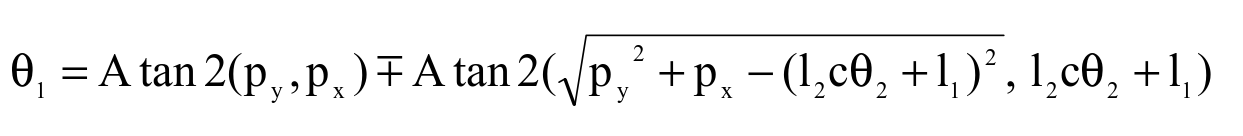 θ₁ = A tan 2(p_y, p_x) ∓ A tan 2(√(p_y² + p_x − (l₂cθ₂ + l₁)²), l₂cθ₂ + l₁)